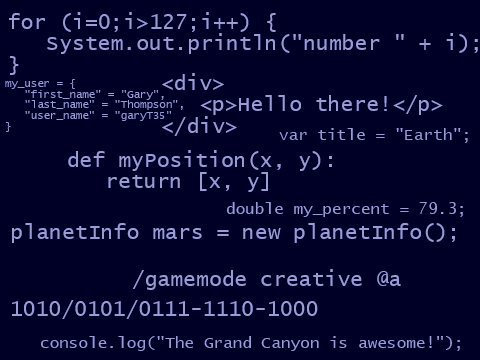 for (i=0;i>127;i++) {
System.out.println("number " + i);
}
my_user = {
"first_name" = "Gary",
"last_name" = "Thompson",
"user_name" = "garyT35"
}
<div>
<p>Hello there!</p>
</div>
var title = "Earth";
def myPosition(x, y):
return [x, y]
double my_percent = 79.3;
planetInfo mars = new planetInfo();
/gamemode creative @a
1010/0101/0111-1110-1000
console.log("The Grand Canyon is awesome!");